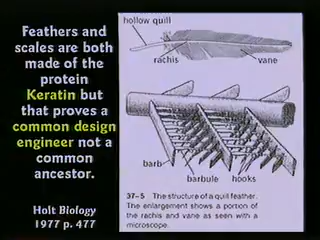 Feathers and
scales are both
made of the
protein
Keratin but
that proves a
common design
engineer not a
common
ancestor.
Holt Biology
1977 p. 477
hollow quill
rachis
vane
barb
barbule
hooks
37-5 The structure of a quill feather.
The enlargement shows a portion of
the rachis and vane as seen with a
microscope.